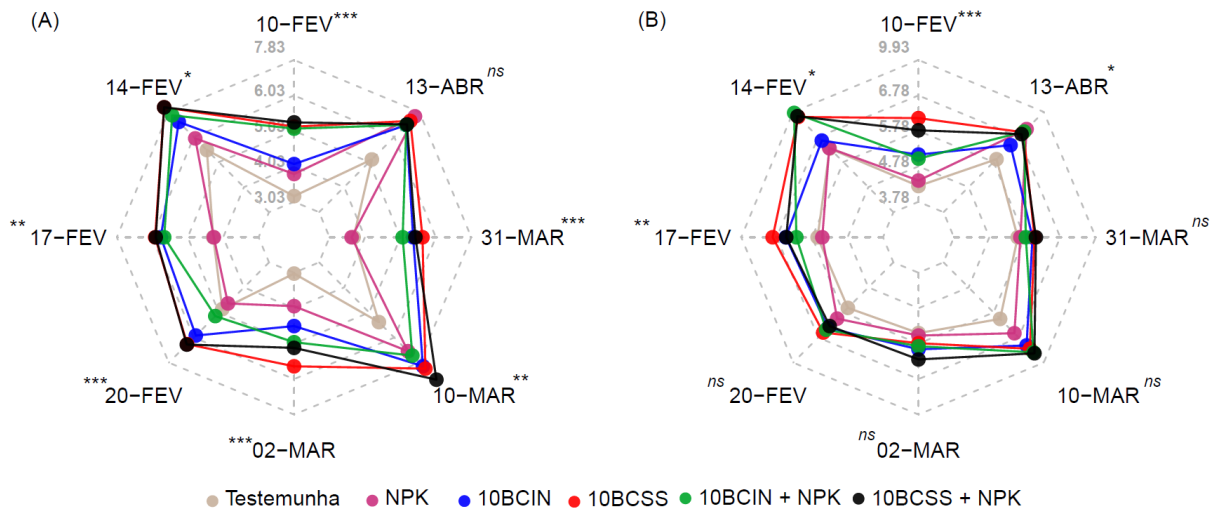 (A)
10−FEV***
7.83
6.03
4.03
3.03
13−ABR ns
31−MAR***
10−MAR**
***02−MAR
***20−FEV
** 17−FEV
14−FEV*
(B)
10−FEV***
9.93
6.78
5.78
4.78
3.78
13−ABR*
31−MAR ns
10−MAR ns
ns 02−MAR
ns 20−FEV
** 17−FEV
14−FEV*
Testemunha NPK 10BCIN 10BCSS 10BCIN + NPK 10BCSS + NPK